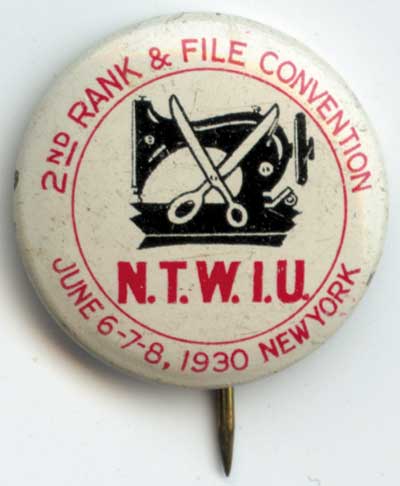 2ND RANK & FILE CONVENTION
N.T.W.I.U.
JUNE 6-7-8, 1930 NEW YORK